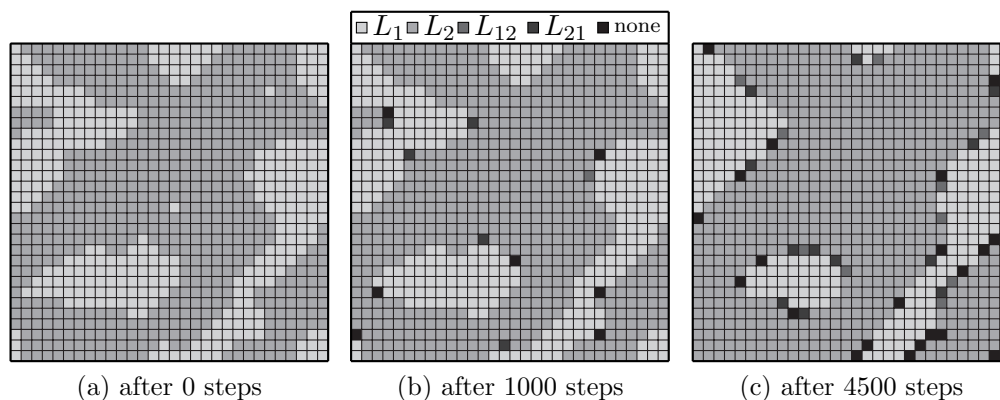 L₁ L₂ L₁₂ L₂₁ none
(a) after 0 steps
(b) after 1000 steps
(c) after 4500 steps